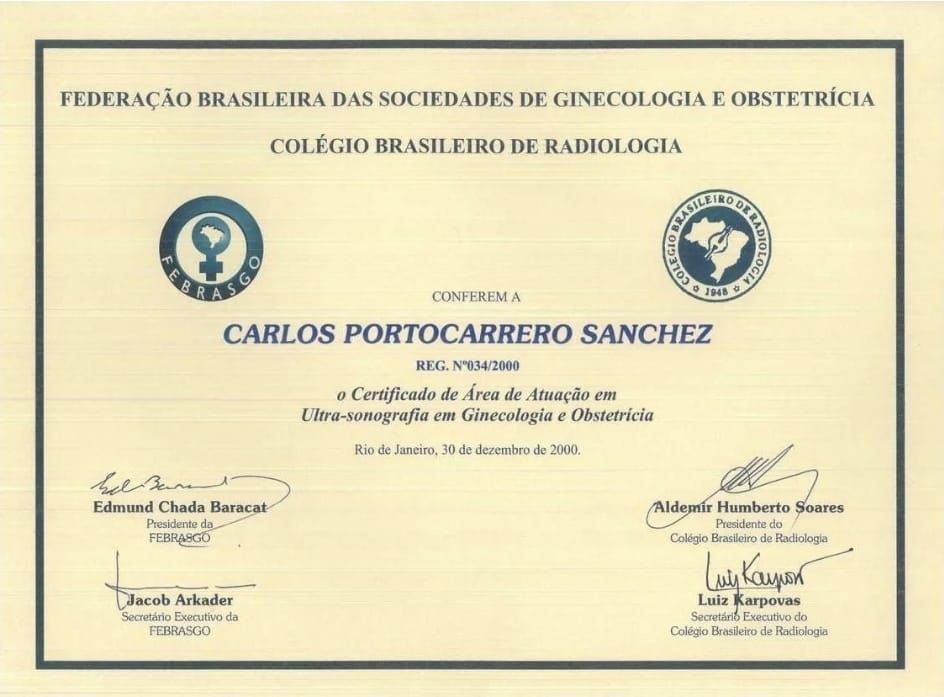 FEDERAÇÃO BRASILEIRA DAS SOCIEDADES DE GINECOLOGIA E OBSTETRÍCIA
COLÉGIO BRASILEIRO DE RADIOLOGIA
FEBRASGO
COLÉGIO BRASILEIRO DE RADIOLOGIA
1948
CONFEREM A
CARLOS PORTOCARRERO SANCHEZ
REG. Nº034/2000
o Certificado de Área de Atuação em
Ultra-sonografia em Ginecologia e Obstetrícia
Rio de Janeiro, 30 de dezembro de 2000.
Edmund Chada Baracat
Presidente da
FEBRASGO
Aldemir Humberto Soares
Presidente do
Colégio Brasileiro de Radiologia
Jacob Arkader
Secretário Executivo da
FEBRASGO
Luiz Karpovas
Luiz Karpovas
Secretário Executivo do
Colégio Brasileiro de Radiologia